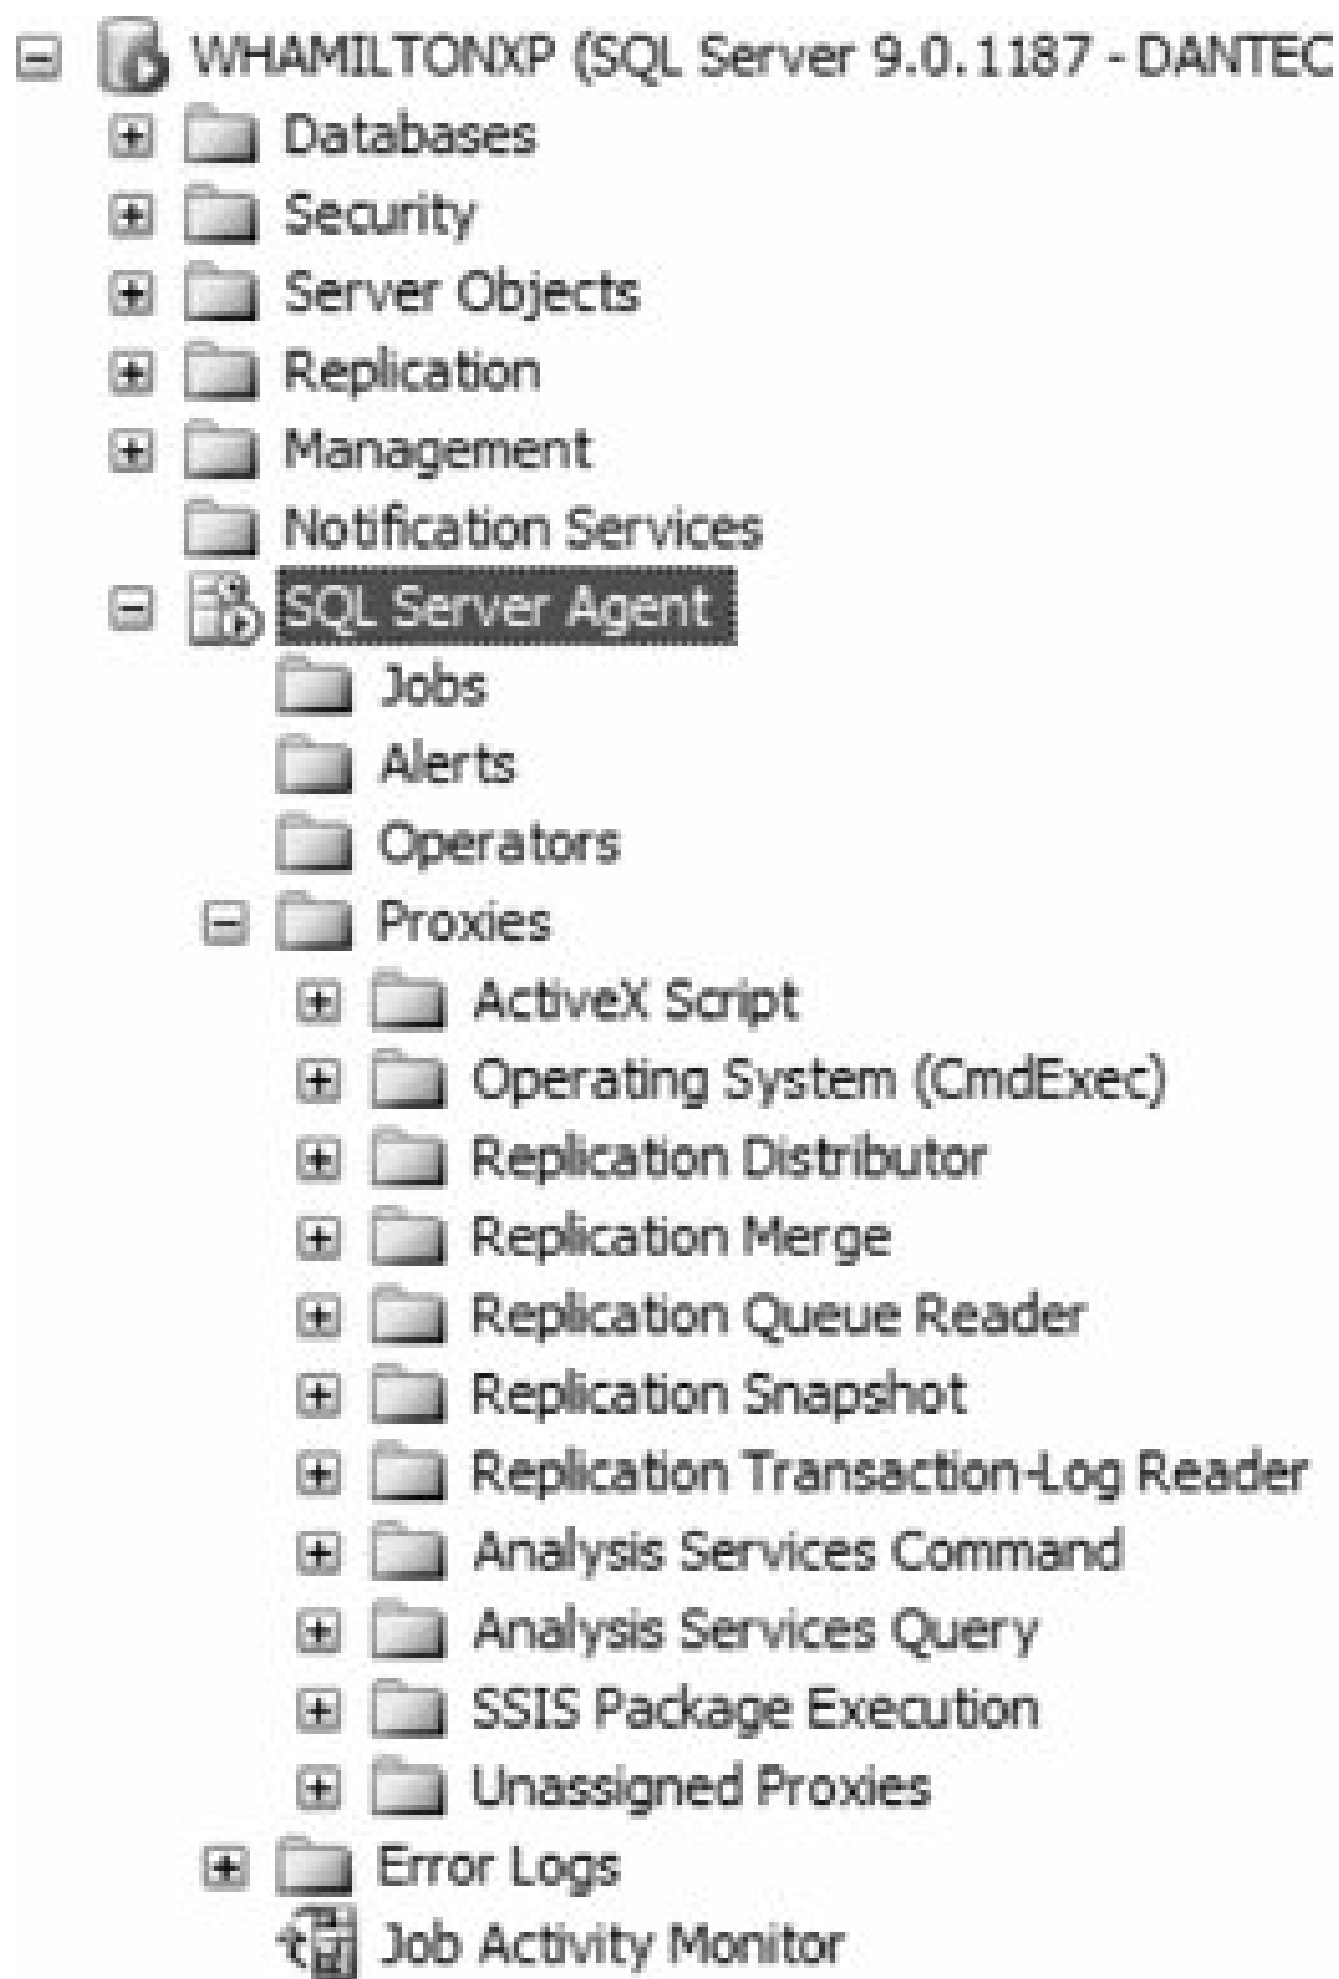 WHAMILTONXP (SQL Server 9.0.1187 - DANTEC
Databases
Security
Server Objects
Replication
Management
Notification Services
SQL Server Agent
Jobs
Alerts
Operators
Proxies
ActiveX Script
Operating System (CmdExec)
Replication Distributor
Replication Merge
Replication Queue Reader
Replication Snapshot
Replication Transaction-Log Reader
Analysis Services Command
Analysis Services Query
SSIS Package Execution
Unassigned Proxies
Error Logs
Job Activity Monitor